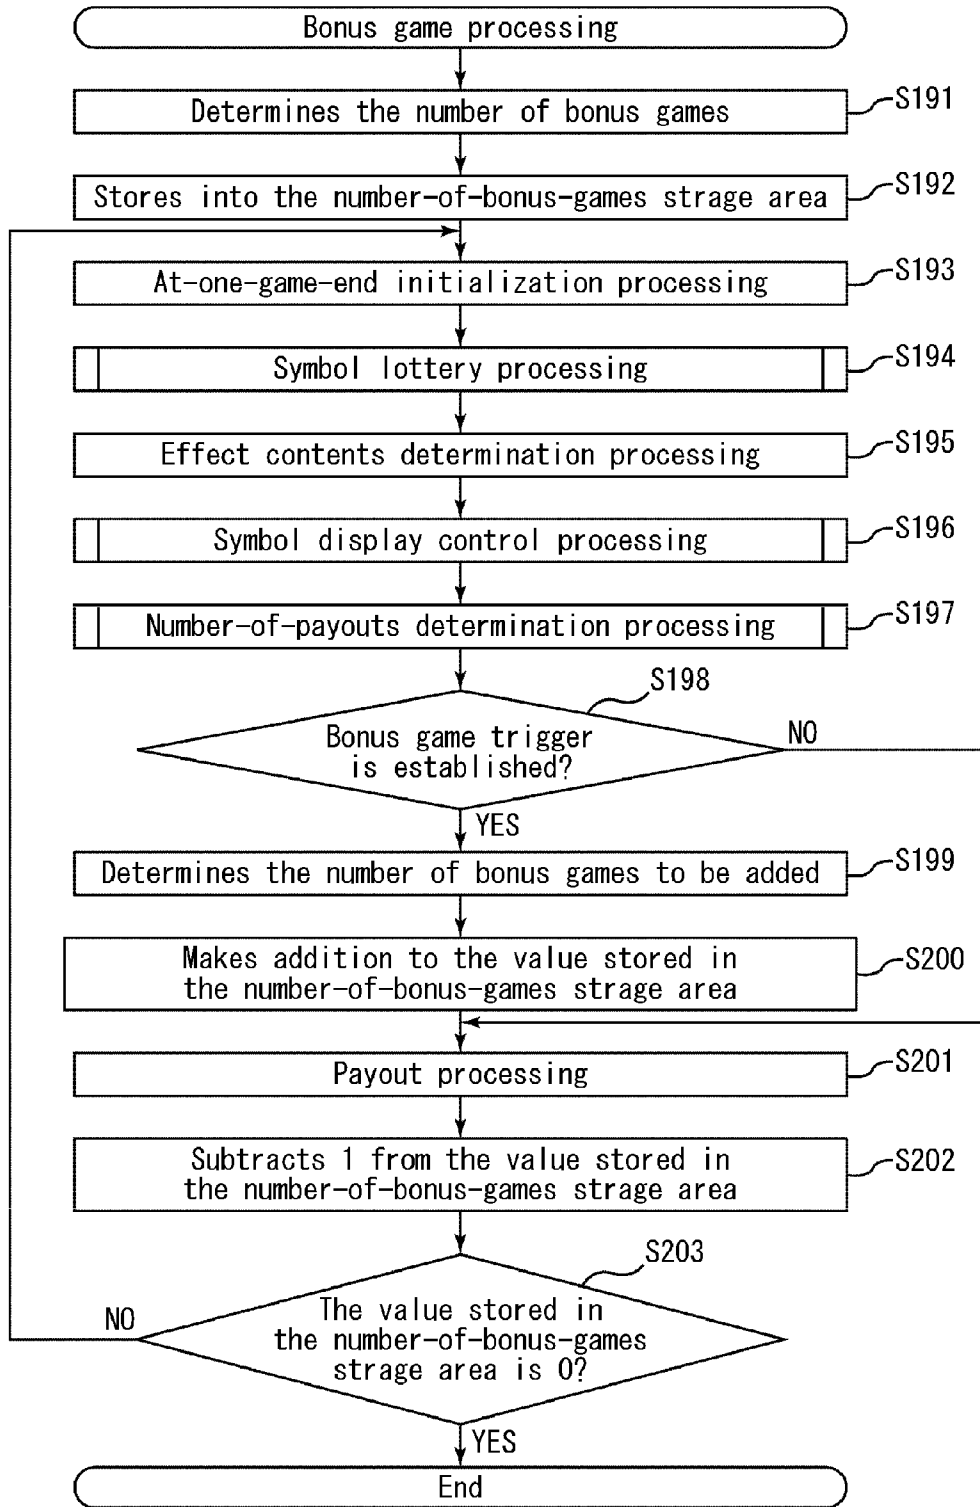 Bonus game processing
Determines the number of bonus games
S191
Stores into the number-of-bonus-games strage area
S192
At-one-game-end initialization processing
S193
Symbol lottery processing
S194
Effect contents determination processing
S195
Symbol display control processing
S196
Number-of-payouts determination processing
S197
S198
Bonus game trigger
is established?
NO
YES
Determines the number of bonus games to be added
S199
Makes addition to the value stored in
the number-of-bonus-games strage area
S200
Payout processing
S201
Subtracts 1 from the value stored in
the number-of-bonus-games strage area
S202
S203
The value stored in
the number-of-bonus-games
strage area is 0?
NO
YES
End